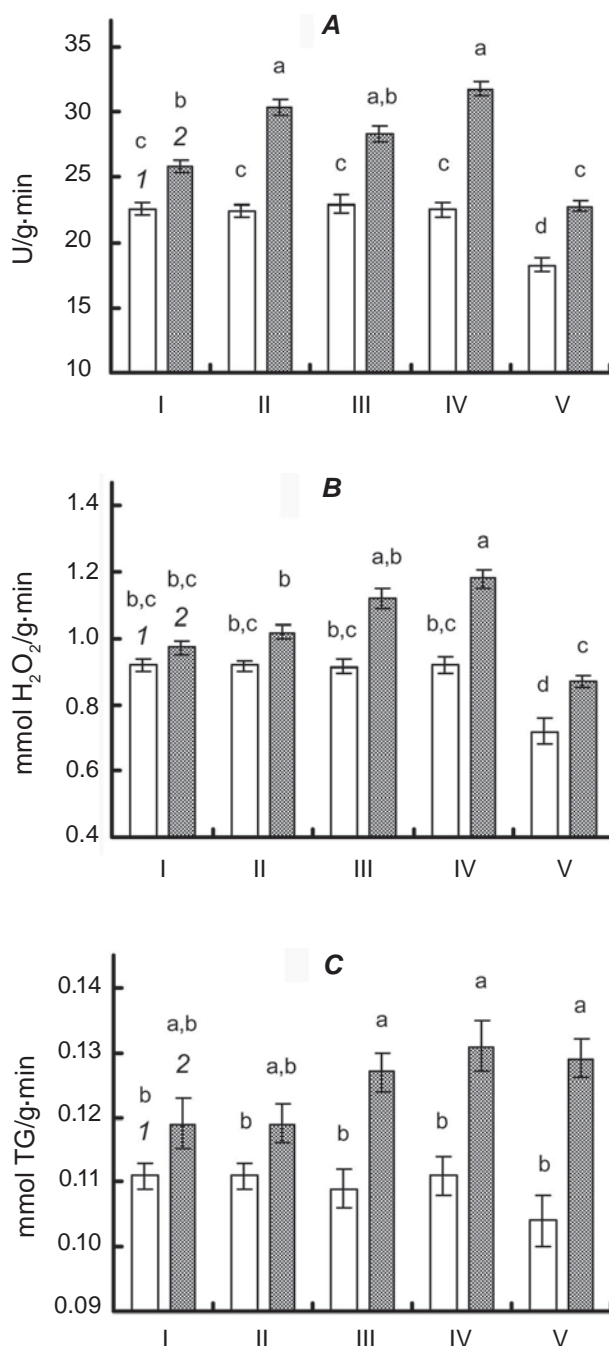 A
35
30
25
20
15
10
U/g·min
c
1
b
2
c
a
c
a,b
c
a
d
c
I II III IV V
B
1.4
1.2
1.0
0.8
0.6
0.4
mmol H₂O₂/g·min
b,c
1
b,c
2
b,c
b
b,c
a,b
b,c
a
d
c
I II III IV V
C
0.14
0.13
0.12
0.11
0.10
0.09
mmol TG/g·min
b
1
a,b
2
b
a,b
b
a
b
a
b
a
I II III IV V